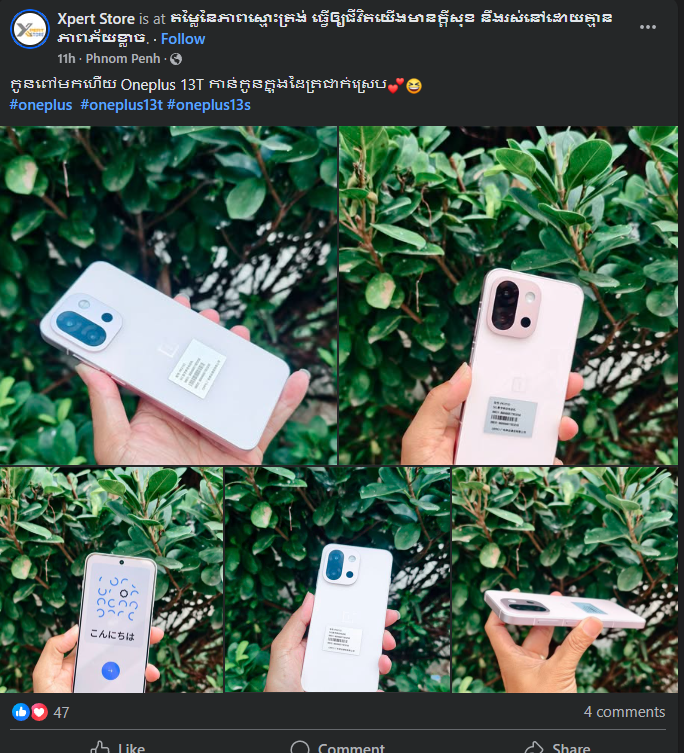 Xpert Store is at តម្លៃនៃភាពស្មោះត្រង់ ធ្វើឲ្យជីវិតយើងមានក្តីសុខ នឹងរស់នៅដោយគ្មាន
ភាពភ័យខ្លាច. · Follow
11h · Phnom Penh ·
កូនពៅមកហើយ Oneplus 13T កាន់កូនក្នុងដៃត្រជាក់ស្រេប💕😆
#oneplus #oneplus13t #oneplus13s
こんにちは
47
4 comments
Like
Comment
Share